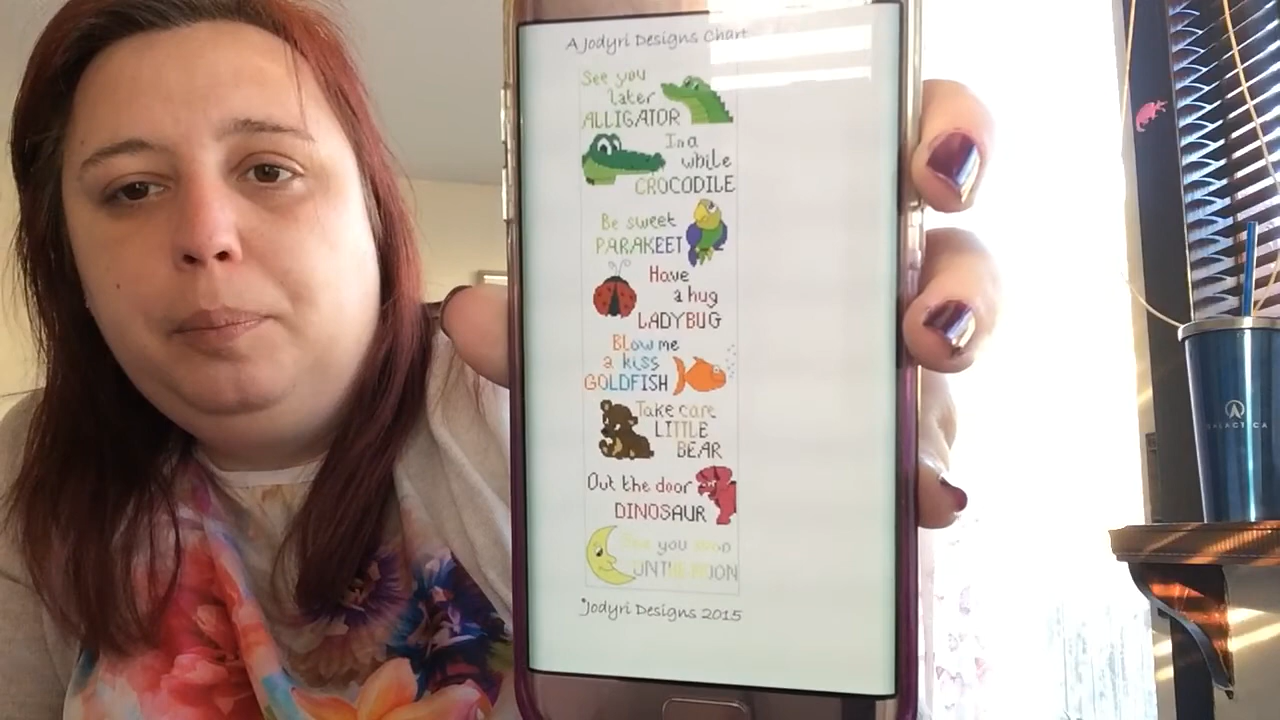 A Jodyri Designs Chart
See you
later
ALLIGATOR
In a
while
CROCODILE
Be sweet
PARAKEET
Have
a hug
LADYBUG
Blow me
a kiss
GOLDFISH
Take care
LITTLE
BEAR
Out the door
DINOSAUR
See you soon
MOON
Jodyri Designs 2015
GALACTICA